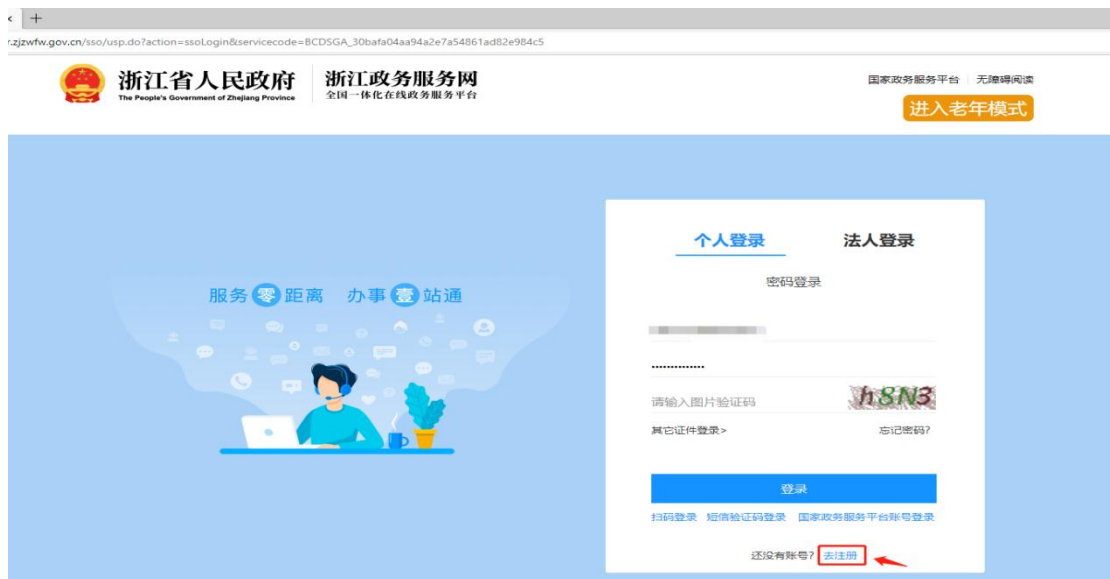 r.zjzwfw.gov.cn/sso/usp.do?action=ssoLogin&servicecode=BCDSGA_30bafa04aa94a2e7a54861ad82e984c5
浙江省人民政府
The People's Government of Zhejiang Province
浙江政务服务网
全国一体化在线政务服务平台
国家政务服务平台 无障碍阅读
进入老年模式
服务零距离 办事壹站通
个人登录 法人登录
密码登录
请输入图片验证码 h8N3
其它证件登录> 忘记密码?
登录
扫码登录 短信验证码登录 国家政务服务平台账号登录
还没有账号? 去注册